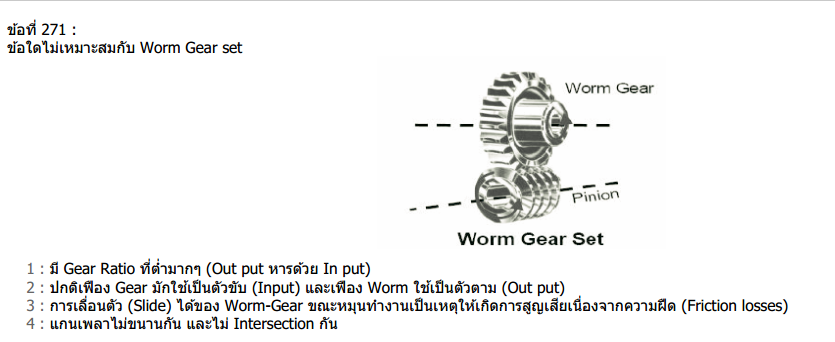 ข้อที่ 271 :
ข้อใดไม่เหมาะสมกับ Worm Gear set
Worm Gear
Pinion
Worm Gear Set
1 : มี Gear Ratio ที่ต่ำมากๆ (Out put หารด้วย In put)
2 : ปกติเฟือง Gear มักใช้เป็นตัวขับ (Input) และเฟือง Worm ใช้เป็นตัวตาม (Out put)
3 : การเลื่อนตัว (Slide) ได้ของ Worm-Gear ขณะหมุนทำงานเป็นเหตุให้เกิดการสูญเสียเนื่องจากความฝืด (Friction losses)
4 : แกนเพลาไม่ขนานกัน และไม่ Intersection กัน